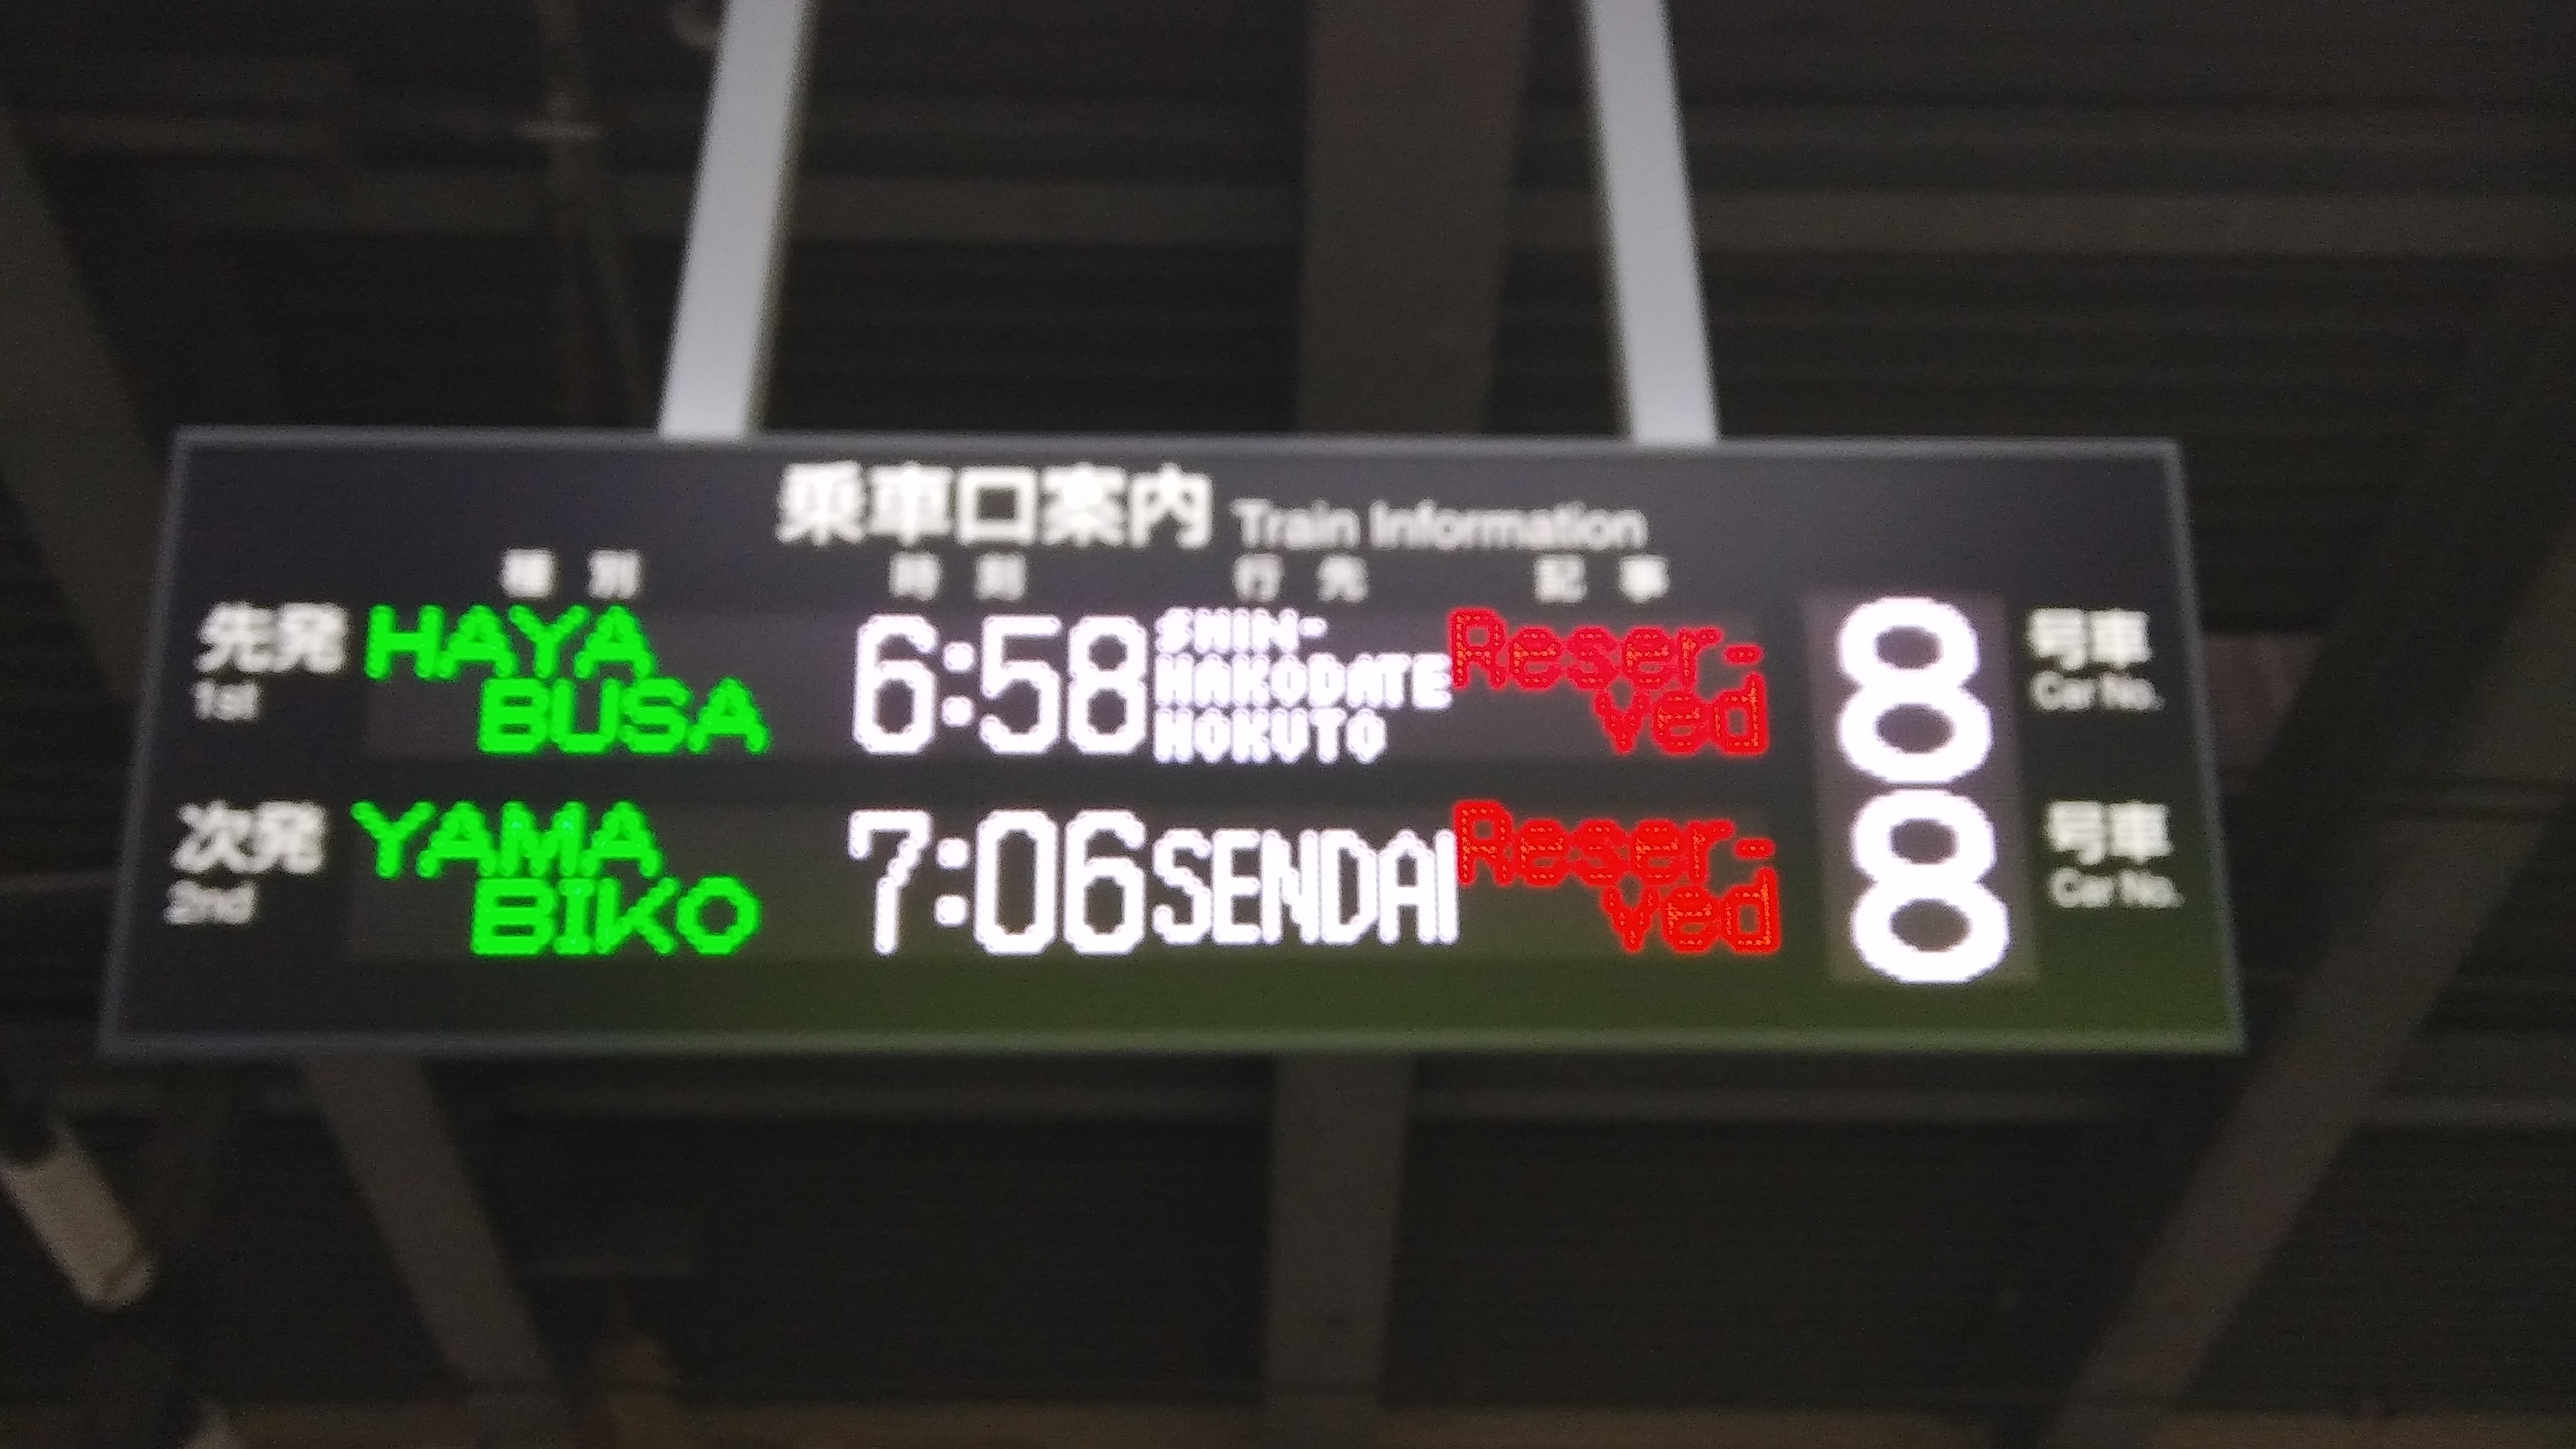 乗車口案内 Train Information
種別 時刻 行先 記事
先発 HAYA 6:58 SHIN- Reser- 8 号車
1st BUSA HAKODATE ved Car No.
HOKUTO
次発 YAMA 7:06 SENDAI Reser- 8 号車
2nd BIKO ved Car No.